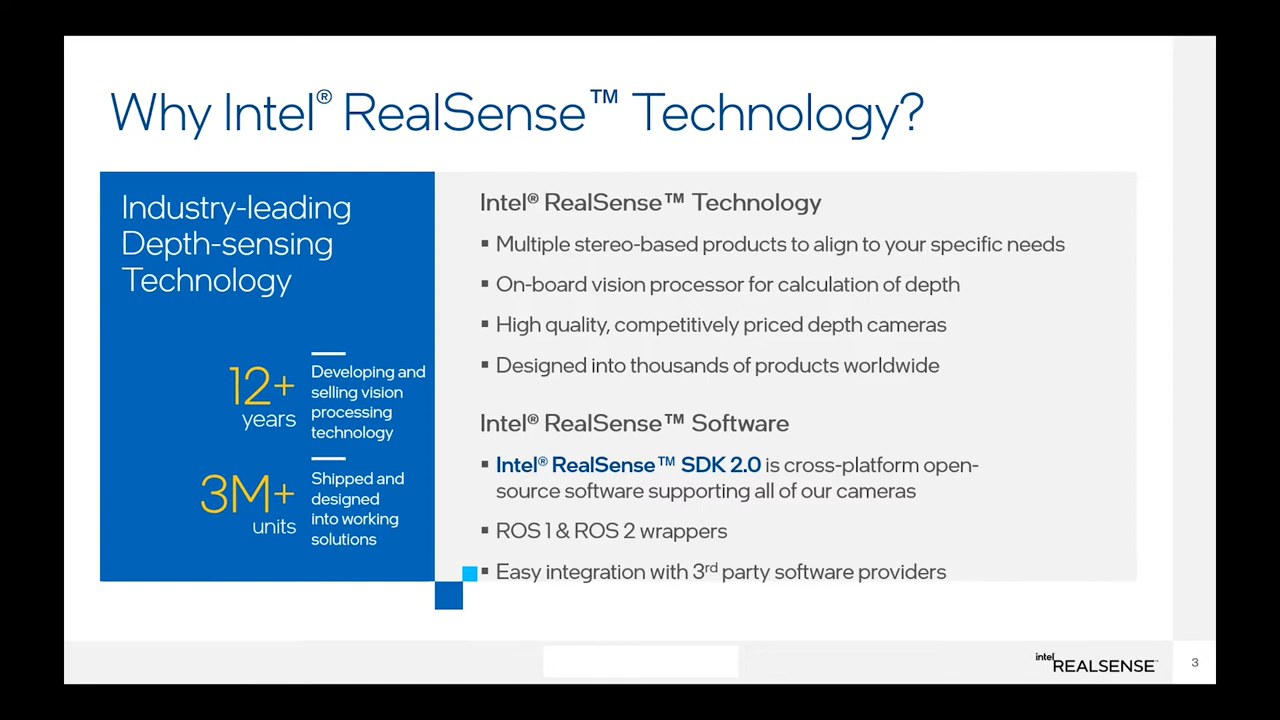 Why Intel® RealSense™ Technology?
Industry-leading
Depth-sensing
Technology
12+
years
Developing and
selling vision
processing
technology
3M+
units
Shipped and
designed
into working
solutions
Intel® RealSense™ Technology
▪ Multiple stereo-based products to align to your specific needs
▪ On-board vision processor for calculation of depth
▪ High quality, competitively priced depth cameras
▪ Designed into thousands of products worldwide
Intel® RealSense™ Software
▪ Intel® RealSense™ SDK 2.0 is cross-platform open-
source software supporting all of our cameras
▪ ROS 1 & ROS 2 wrappers
▪ Easy integration with 3rd party software providers
intel
REALSENSE™
3